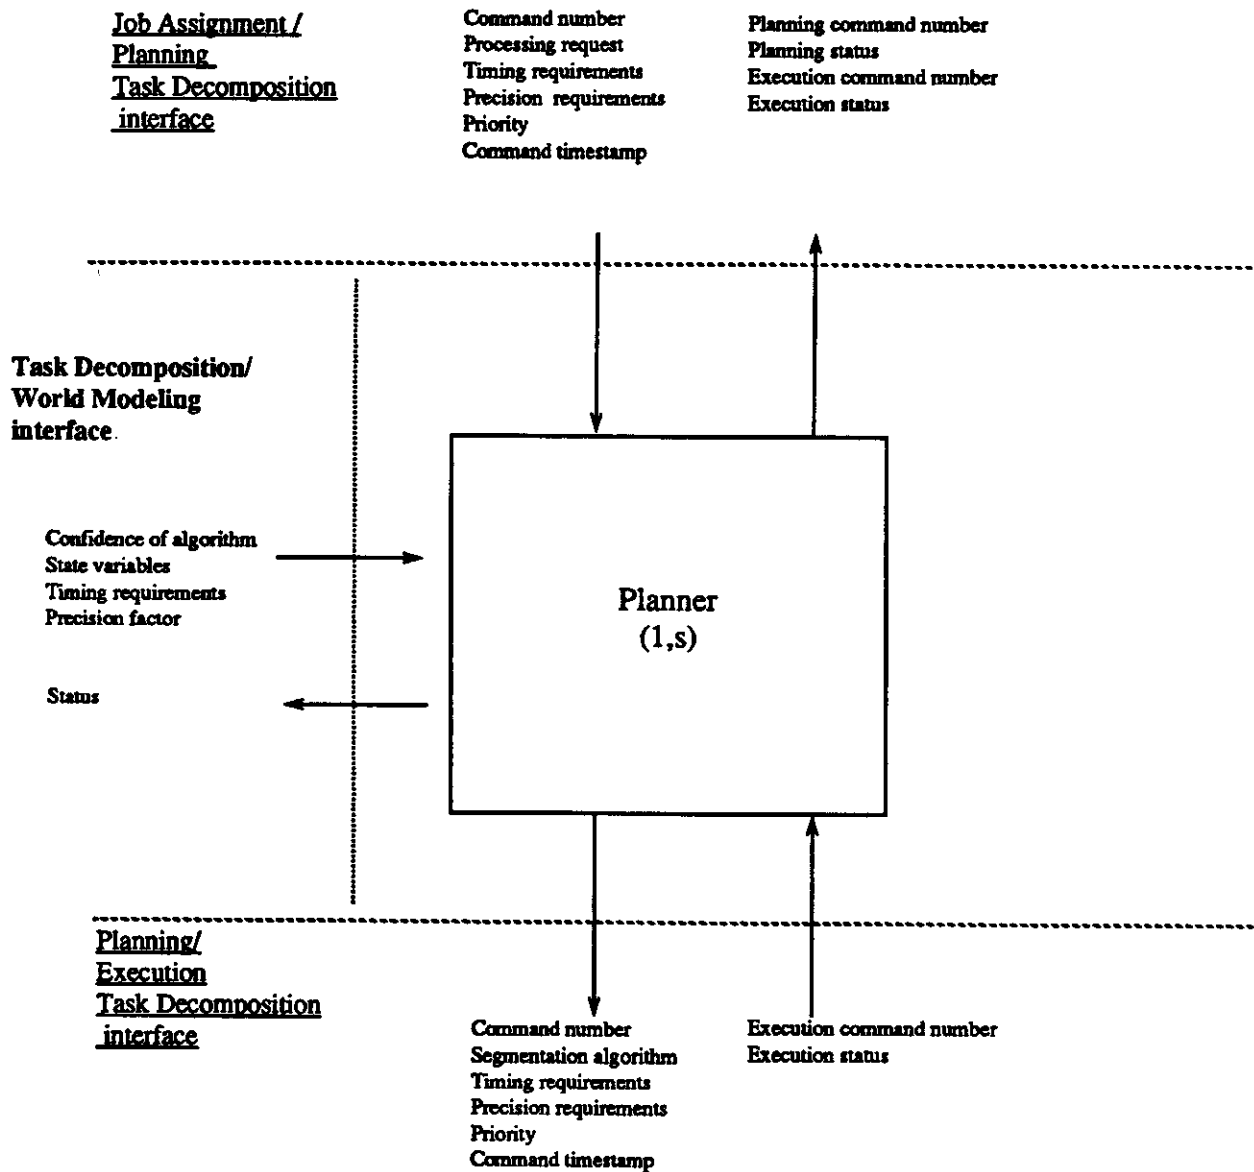 Job Assignment /
Planning
Task Decomposition
interface
Command number
Processing request
Timing requirements
Precision requirements
Priority
Command timestamp
Planning command number
Planning status
Execution command number
Execution status
Task Decomposition/
World Modeling
interface.
Confidence of algorithm
State variables
Timing requirements
Precision factor
Status
Planner
(1,s)
Planning/
Execution
Task Decomposition
interface
Command number
Segmentation algorithm
Timing requirements
Precision requirements
Priority
Command timestamp
Execution command number
Execution status